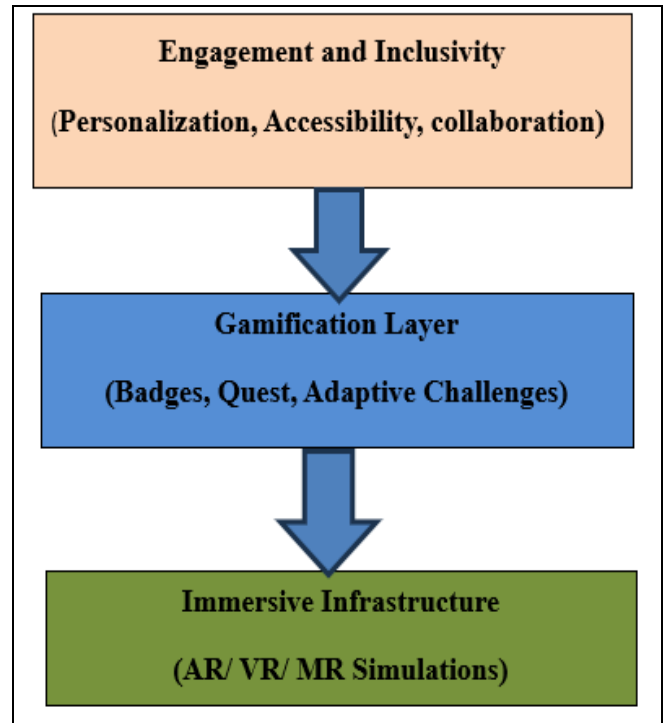 Engagement and Inclusivity
(Personalization, Accessibility, collaboration)
Gamification Layer
(Badges, Quest, Adaptive Challenges)
Immersive Infrastructure
(AR/ VR/ MR Simulations)